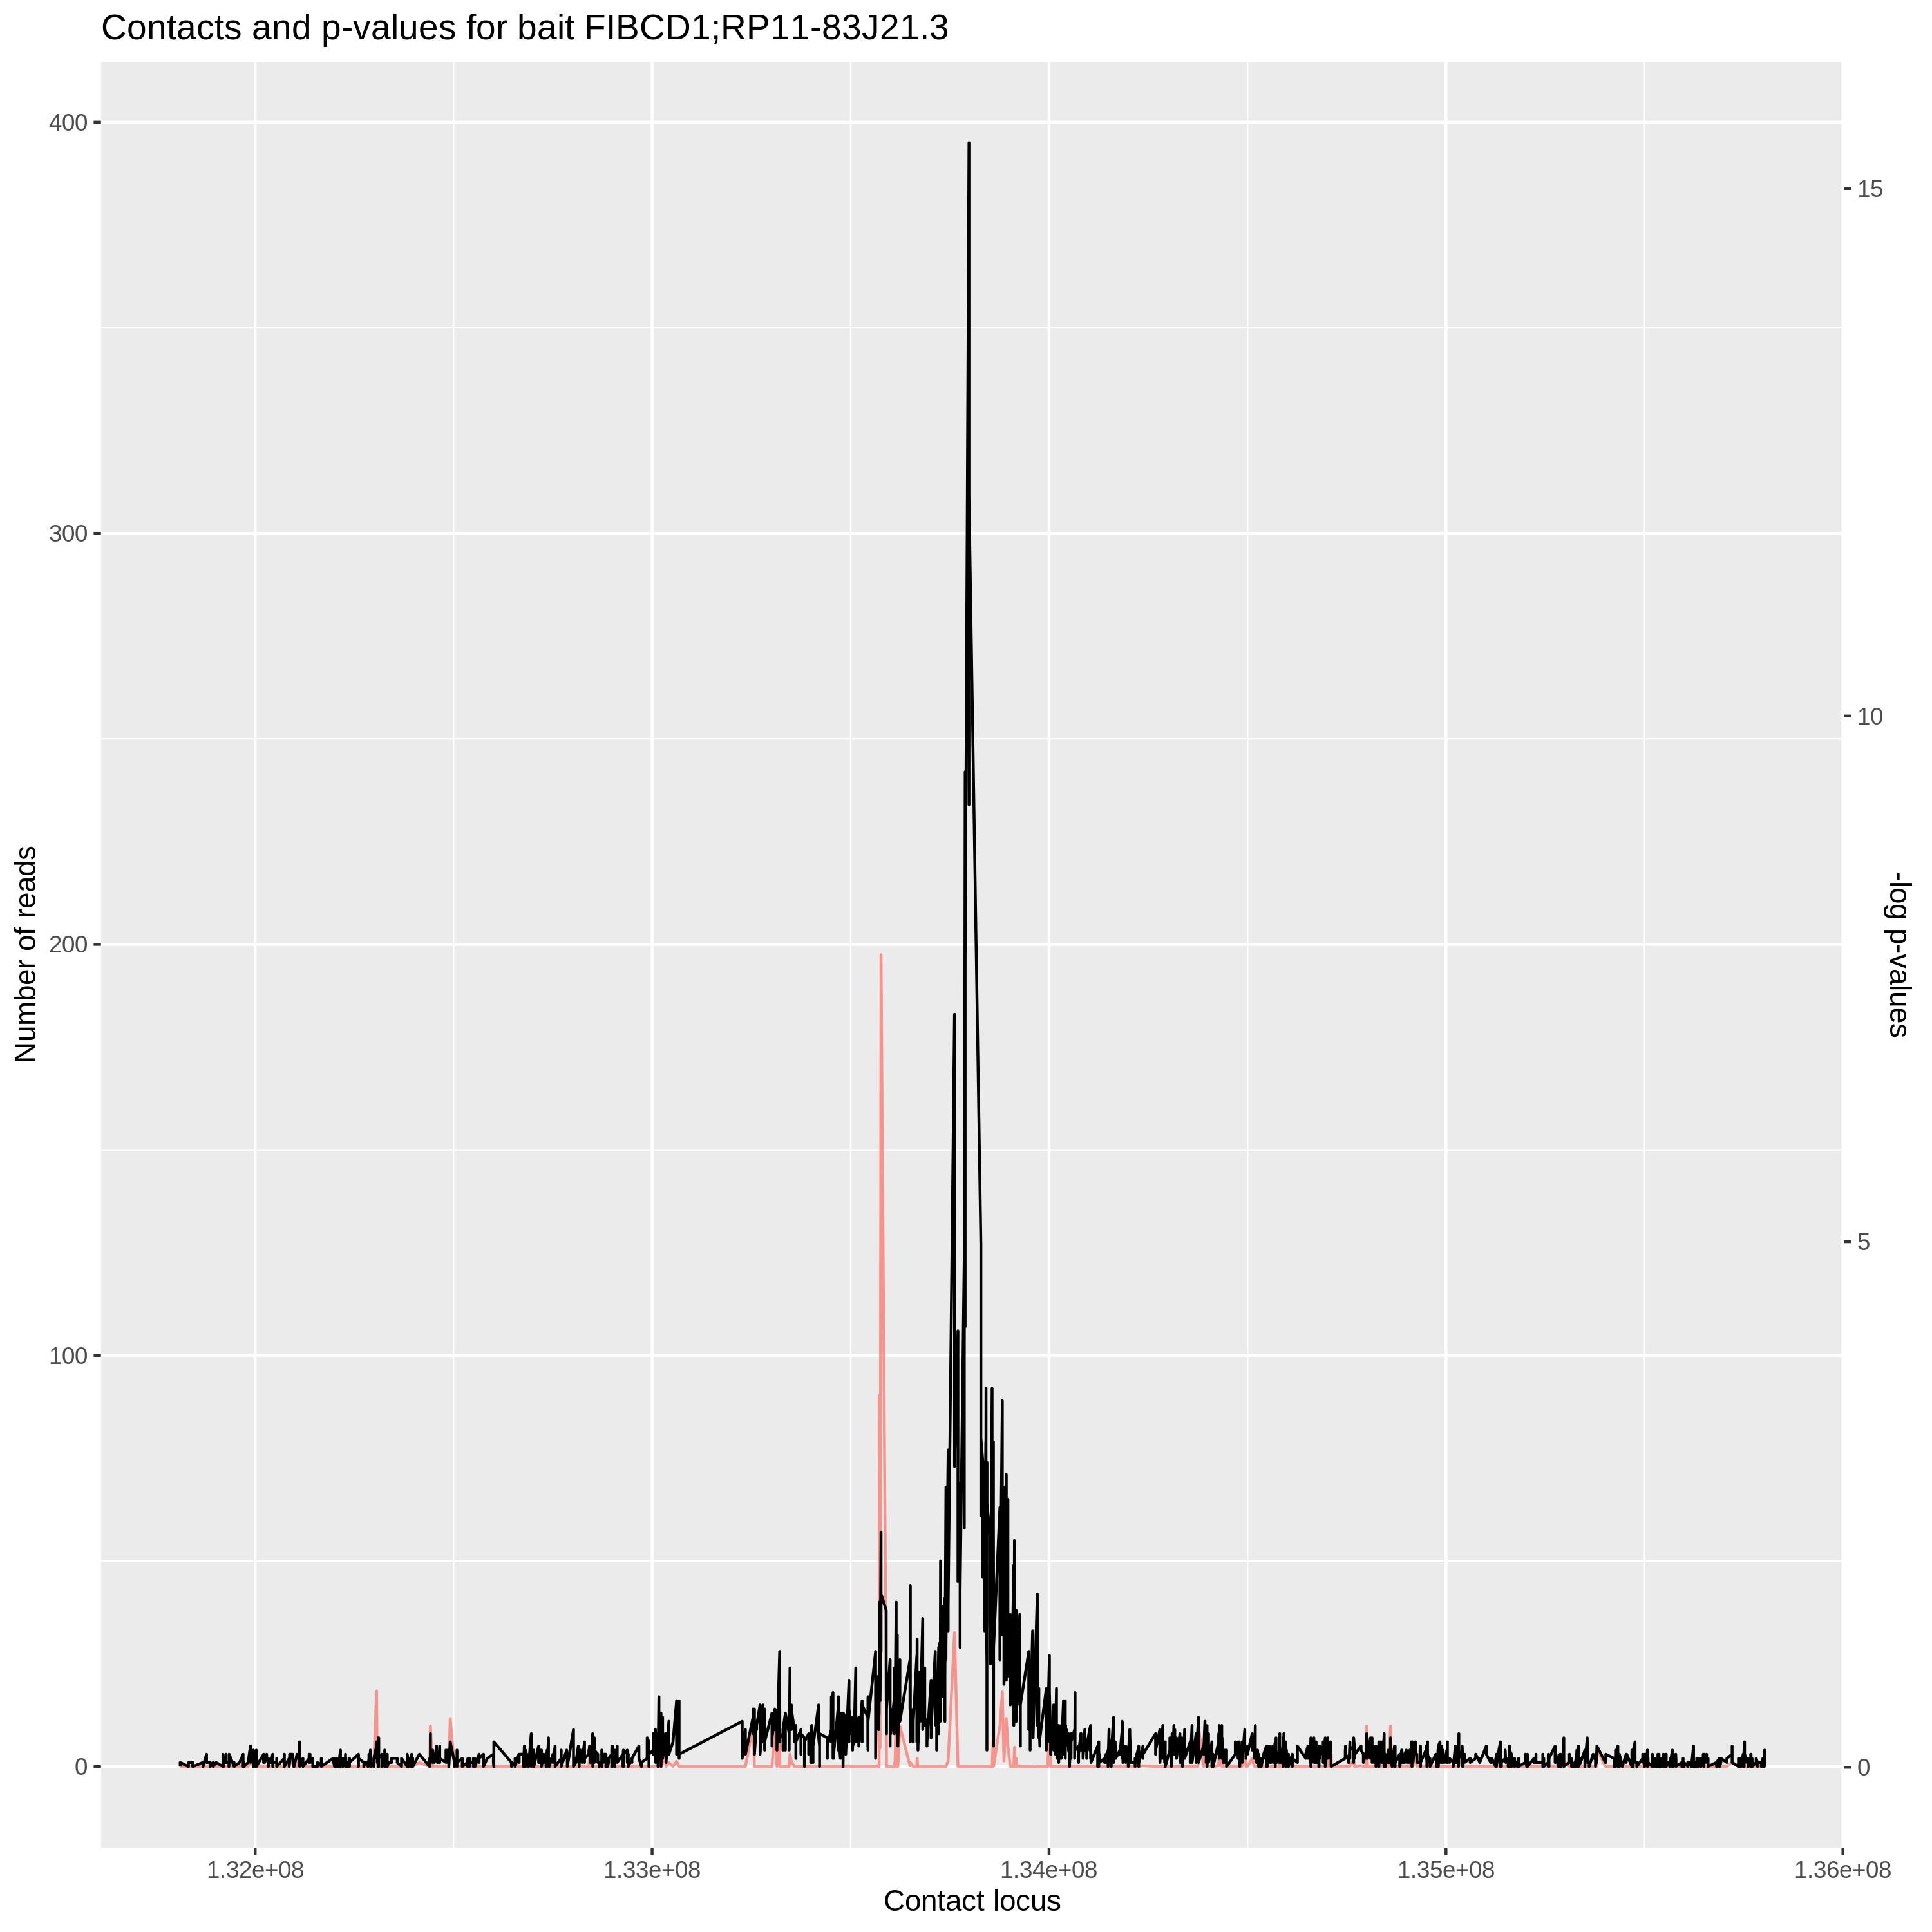 Contacts and p-values for bait FIBCD1;RP11-83J21.3
400
300
200
100
0
Number of reads
15
10
5
0
-log p-values
1.32e+08
1.33e+08
1.34e+08
1.35e+08
1.36e+08
Contact locus